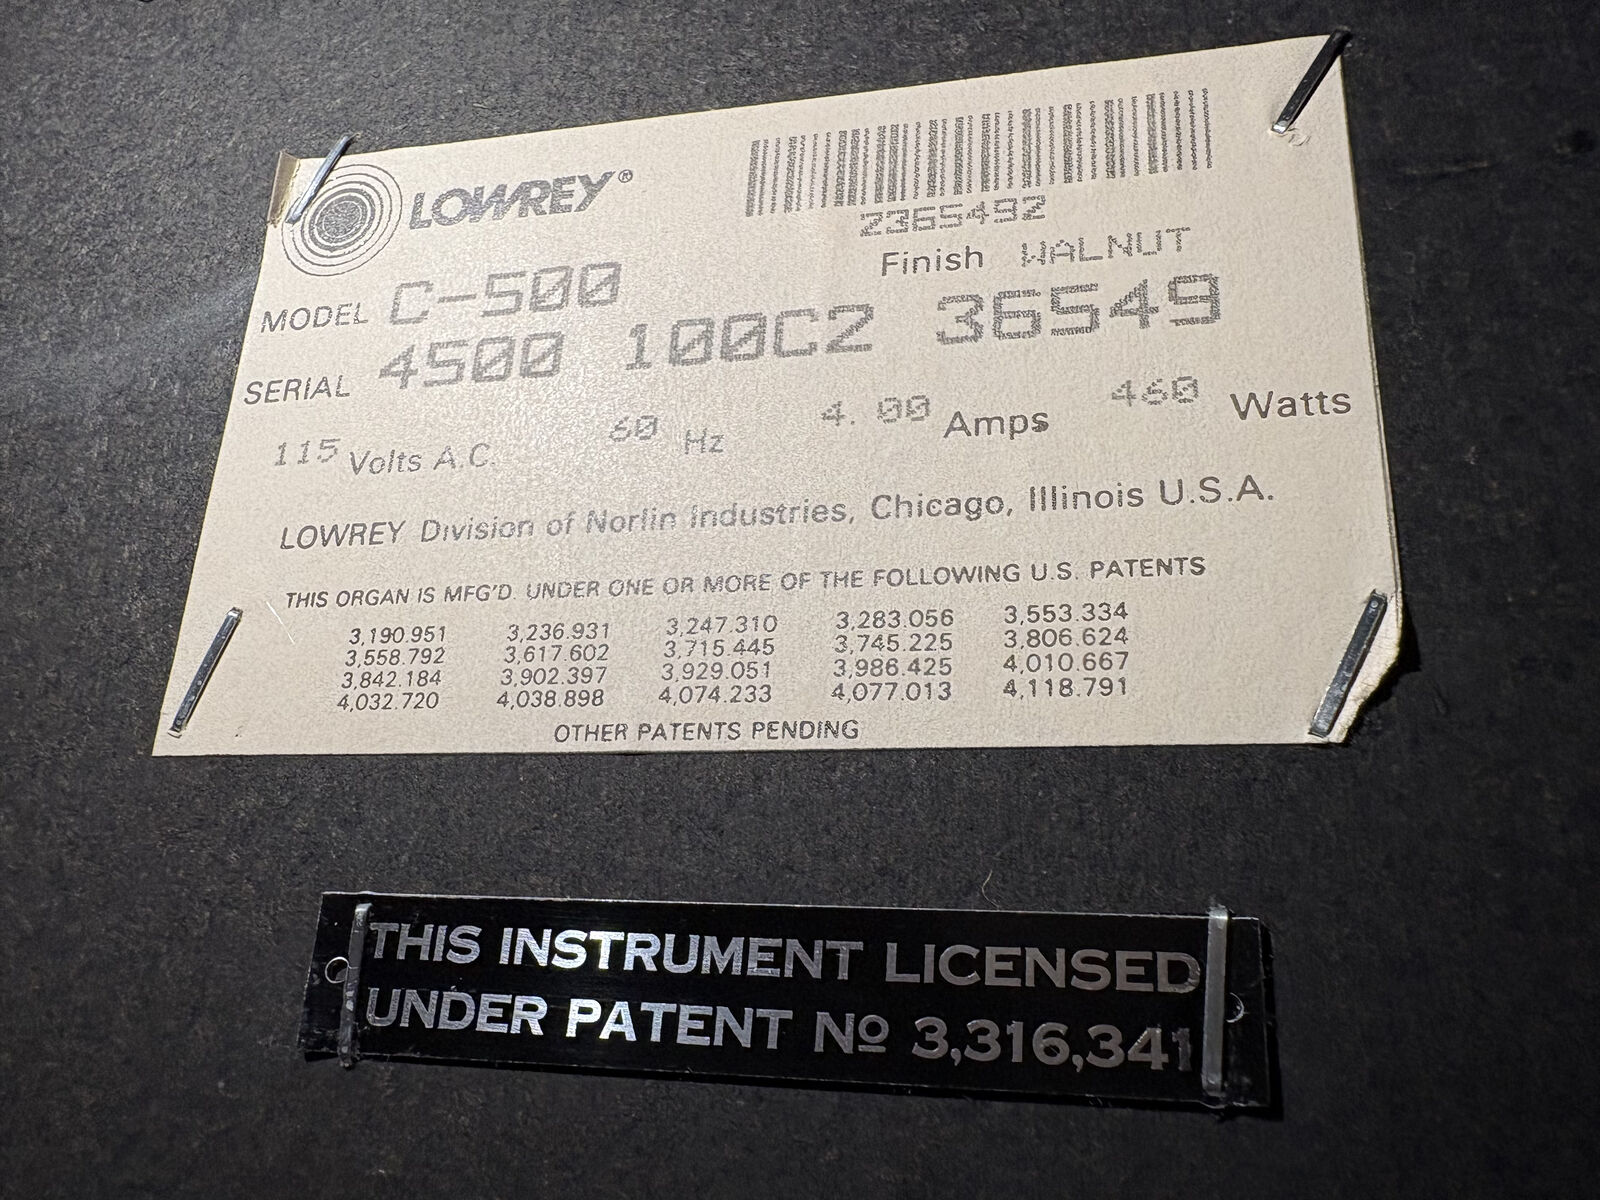 LOWREY®
2365492
Finish WALNUT
MODEL C-500
SERIAL 4500 100C2 36549
115 Volts A.C. 60 Hz 4.00 Amps 460 Watts
LOWREY Division of Norlin Industries, Chicago, Illinois U.S.A.
THIS ORGAN IS MFG'D. UNDER ONE OR MORE OF THE FOLLOWING U.S. PATENTS
3,190.951 3,236.931 3,247.310 3,283.056 3,553.334
3,558.792 3,617.602 3,715.445 3,745.225 3,806.624
3,842.184 3,902.397 3,929.051 3,986.425 4,010.667
4,032.720 4,038.898 4,074.233 4,077.013 4,118.791
OTHER PATENTS PENDING
THIS INSTRUMENT LICENSED
UNDER PATENT Nº 3,316,341